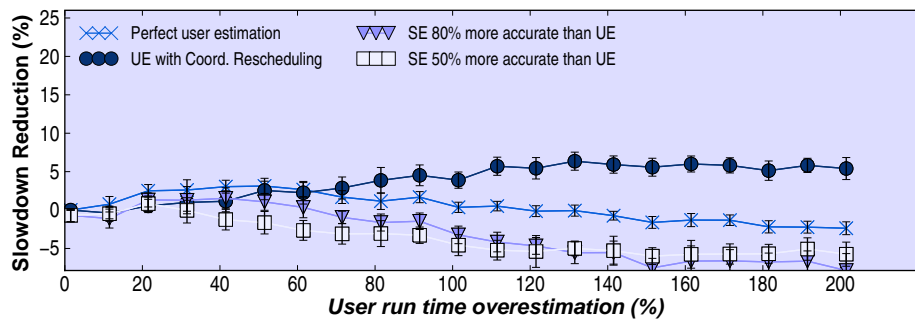 25
20
15
10
5
0
−5
Slowdown Reduction (%)
Perfect user estimation
UE with Coord. Rescheduling
SE 80% more accurate than UE
SE 50% more accurate than UE
0 20 40 60 80 100 120 140 160 180 200
User run time overestimation (%)